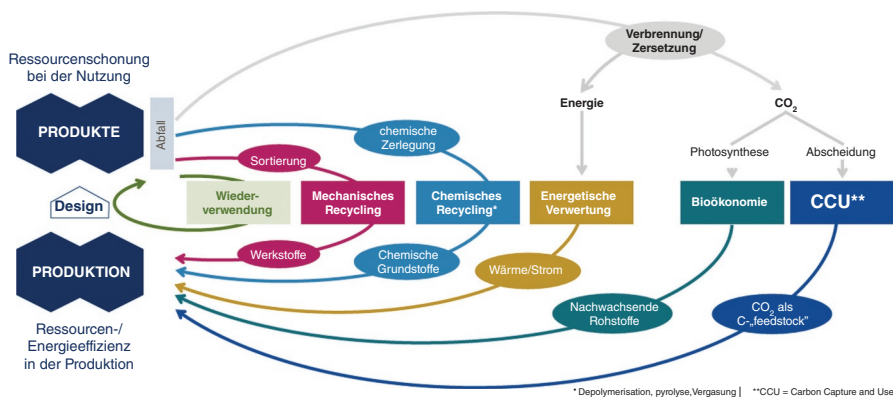 Verbrennung/
Zersetzung
Ressourcenschonung
bei der Nutzung
Energie
CO₂
PRODUKTE
Abfall
chemische
Zerlegung
Sortierung
Photosynthese
Abscheidung
Design
Wieder-
verwendung
Mechanisches
Recycling
Chemisches
Recycling*
Energetische
Verwertung
Bioökonomie
CCU**
Werkstoffe
Chemische
Grundstoffe
Wärme/Strom
PRODUKTION
Nachwachsende
Rohstoffe
CO₂ als
C-„feedstock”
Ressourcen-/
Energieeffizienz
in der Produktion
* Depolymerisation, pyrolyse,Vergasung | **CCU = Carbon Capture and Use